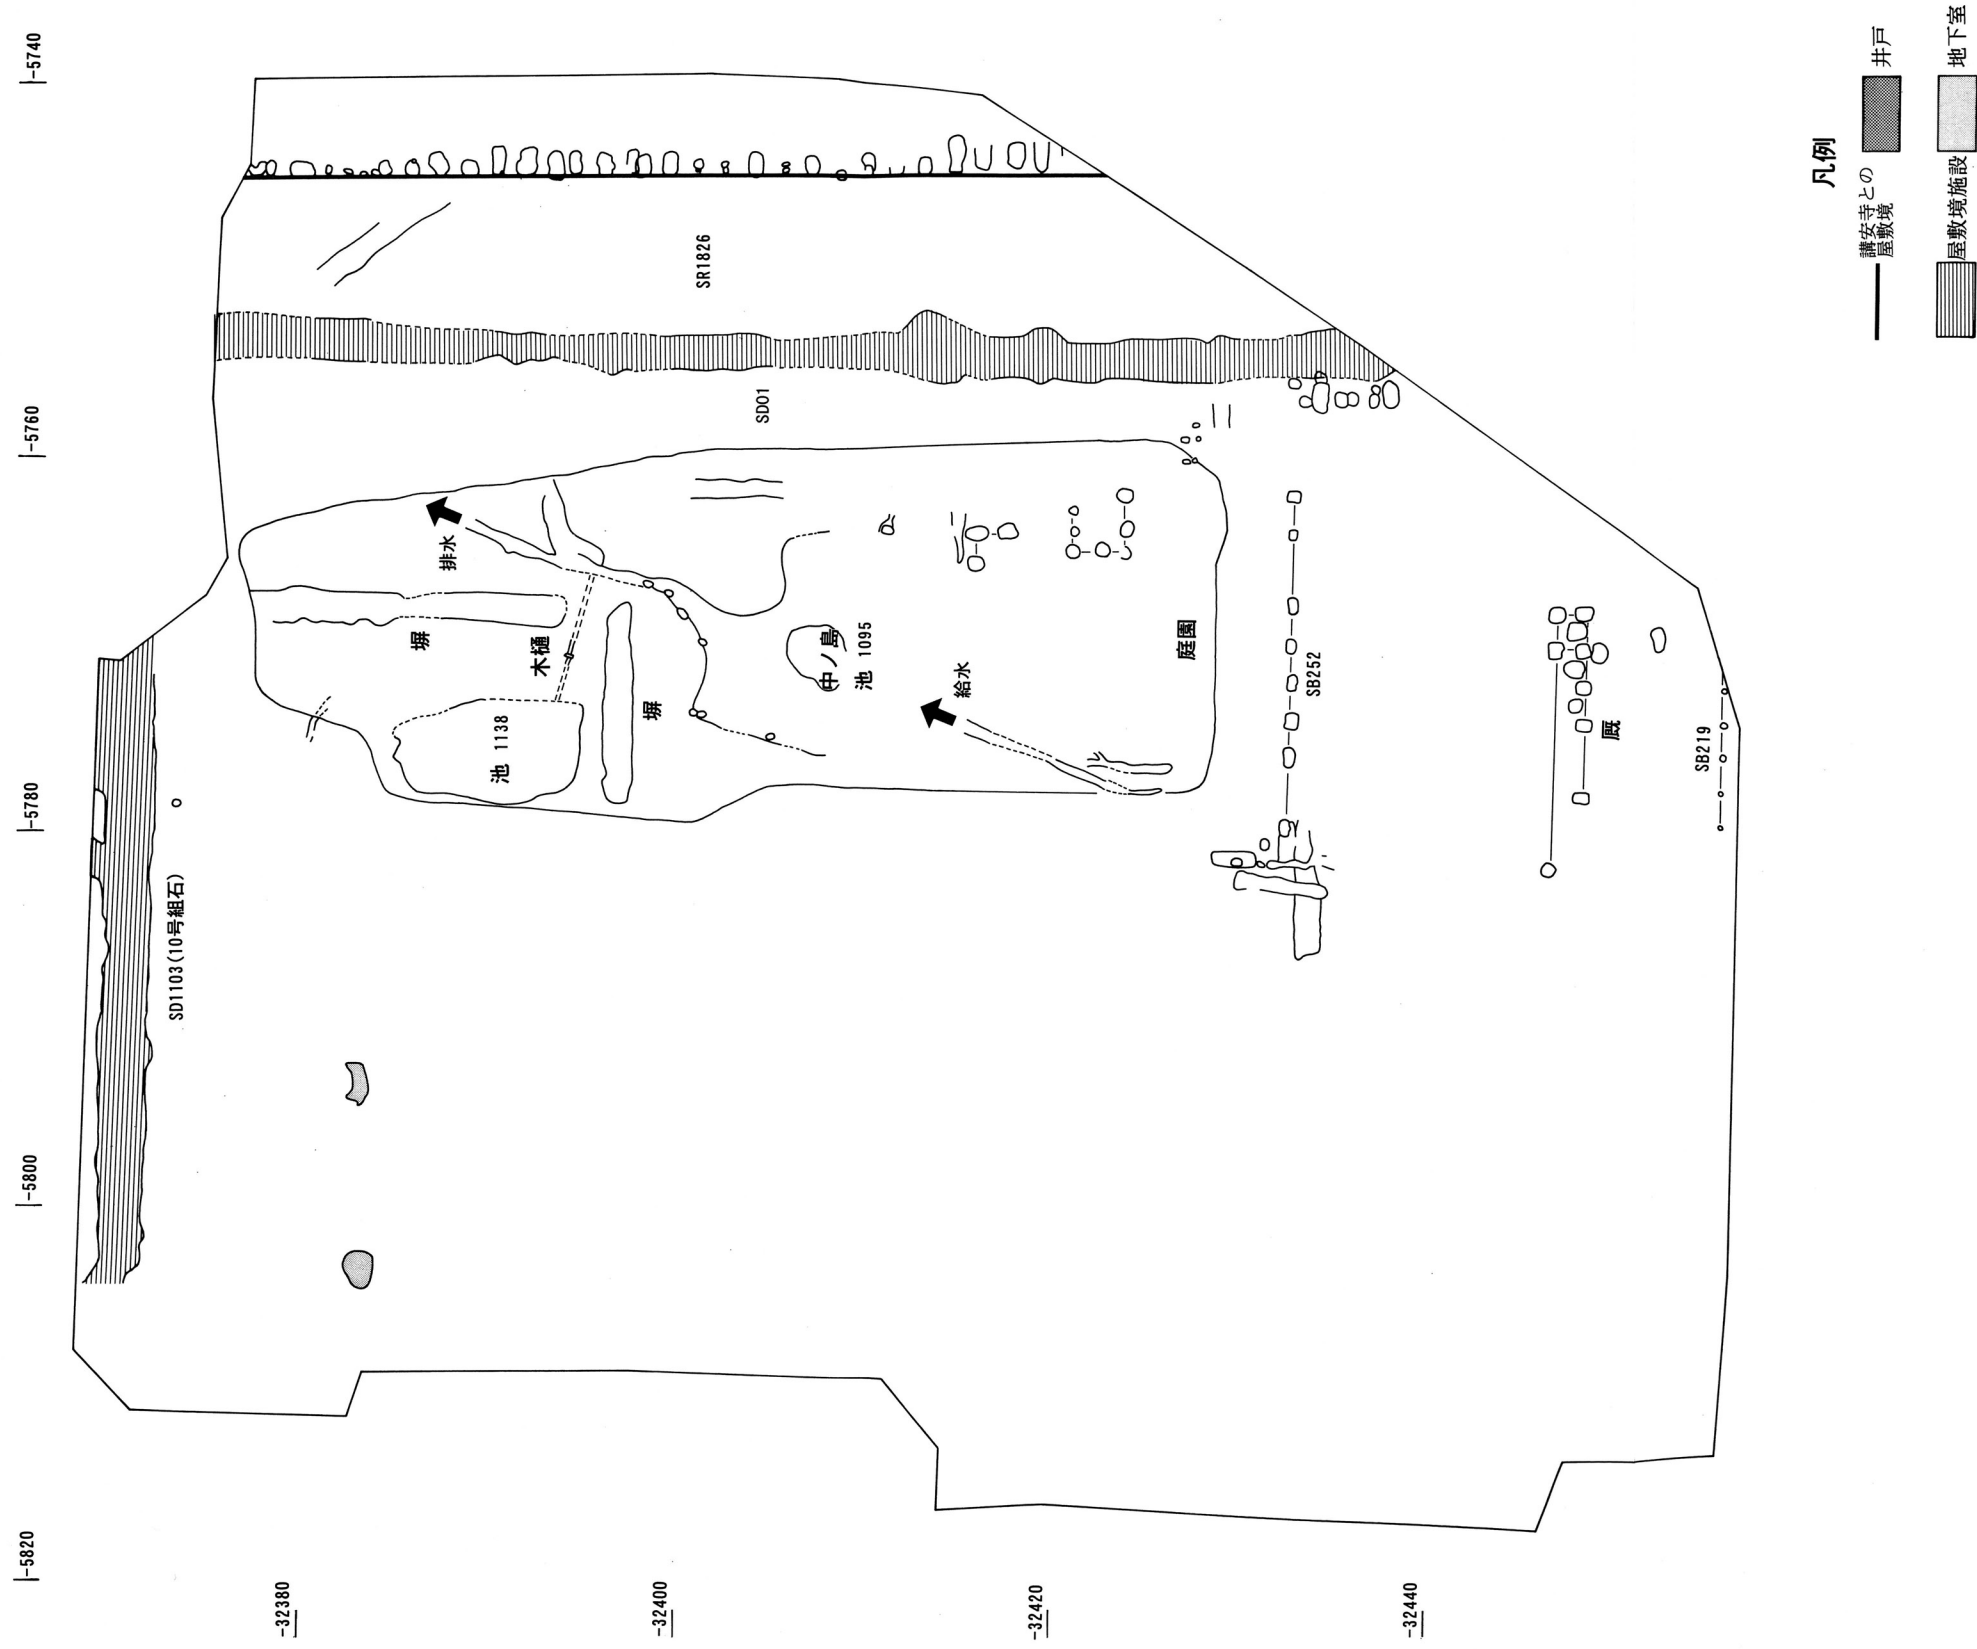 -5740
-5760
-5780
-5800
-5820
-32380
-32400
-32420
-32440
SR1826
SD01
排水
塀
木樋
池 1138
塀
中ノ島
池 1095
給水
庭園
SB252
厩
SB219
SD1103(10号組石)
凡例
講安寺との
屋敷境
井戸
屋敷境施設
地下室